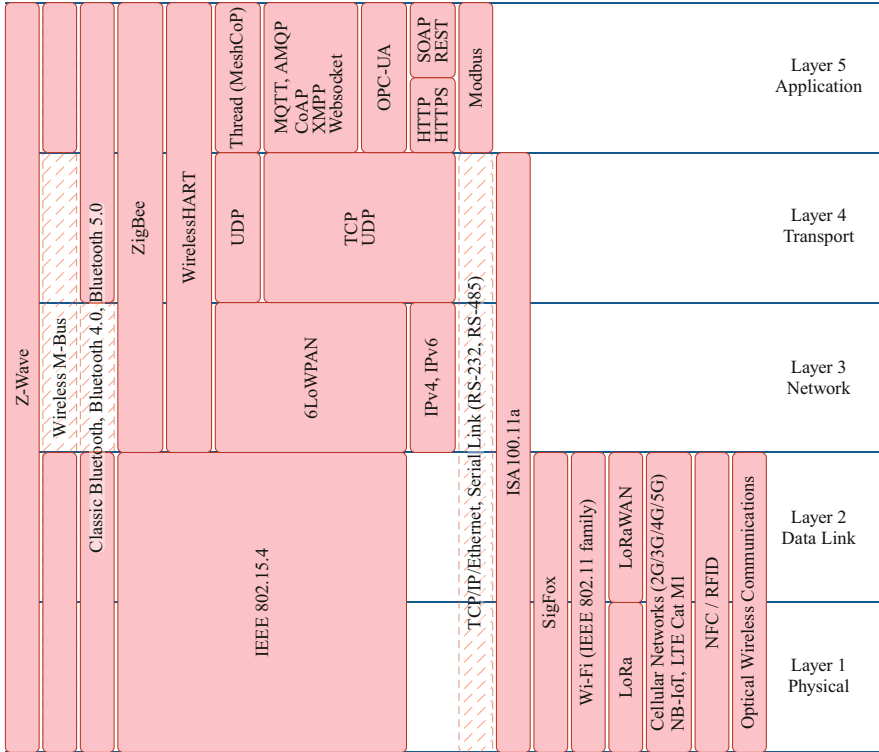 Z-Wave
Wireless M-Bus
Classic Bluetooth, Bluetooth 4.0, Bluetooth 5.0
ZigBee
WirelessHART
Thread (MeshCoP)
MQTT, AMQP
CoAP
XMPP
Websocket
OPC-UA
SOAP
REST
HTTP
HTTPS
Modbus
UDP
TCP
UDP
6LoWPAN
IPv4, IPv6
IEEE 802.15.4
TCP/IP/Ethernet, Serial Link (RS-232, RS-485)
ISA100.11a
SigFox
Wi-Fi (IEEE 802.11 family)
LoRaWAN
LoRa
Cellular Networks (2G/3G/4G/5G)
NB-IoT, LTE Cat M1
NFC / RFID
Optical Wireless Communications
Layer 5
Application
Layer 4
Transport
Layer 3
Network
Layer 2
Data Link
Layer 1
Physical